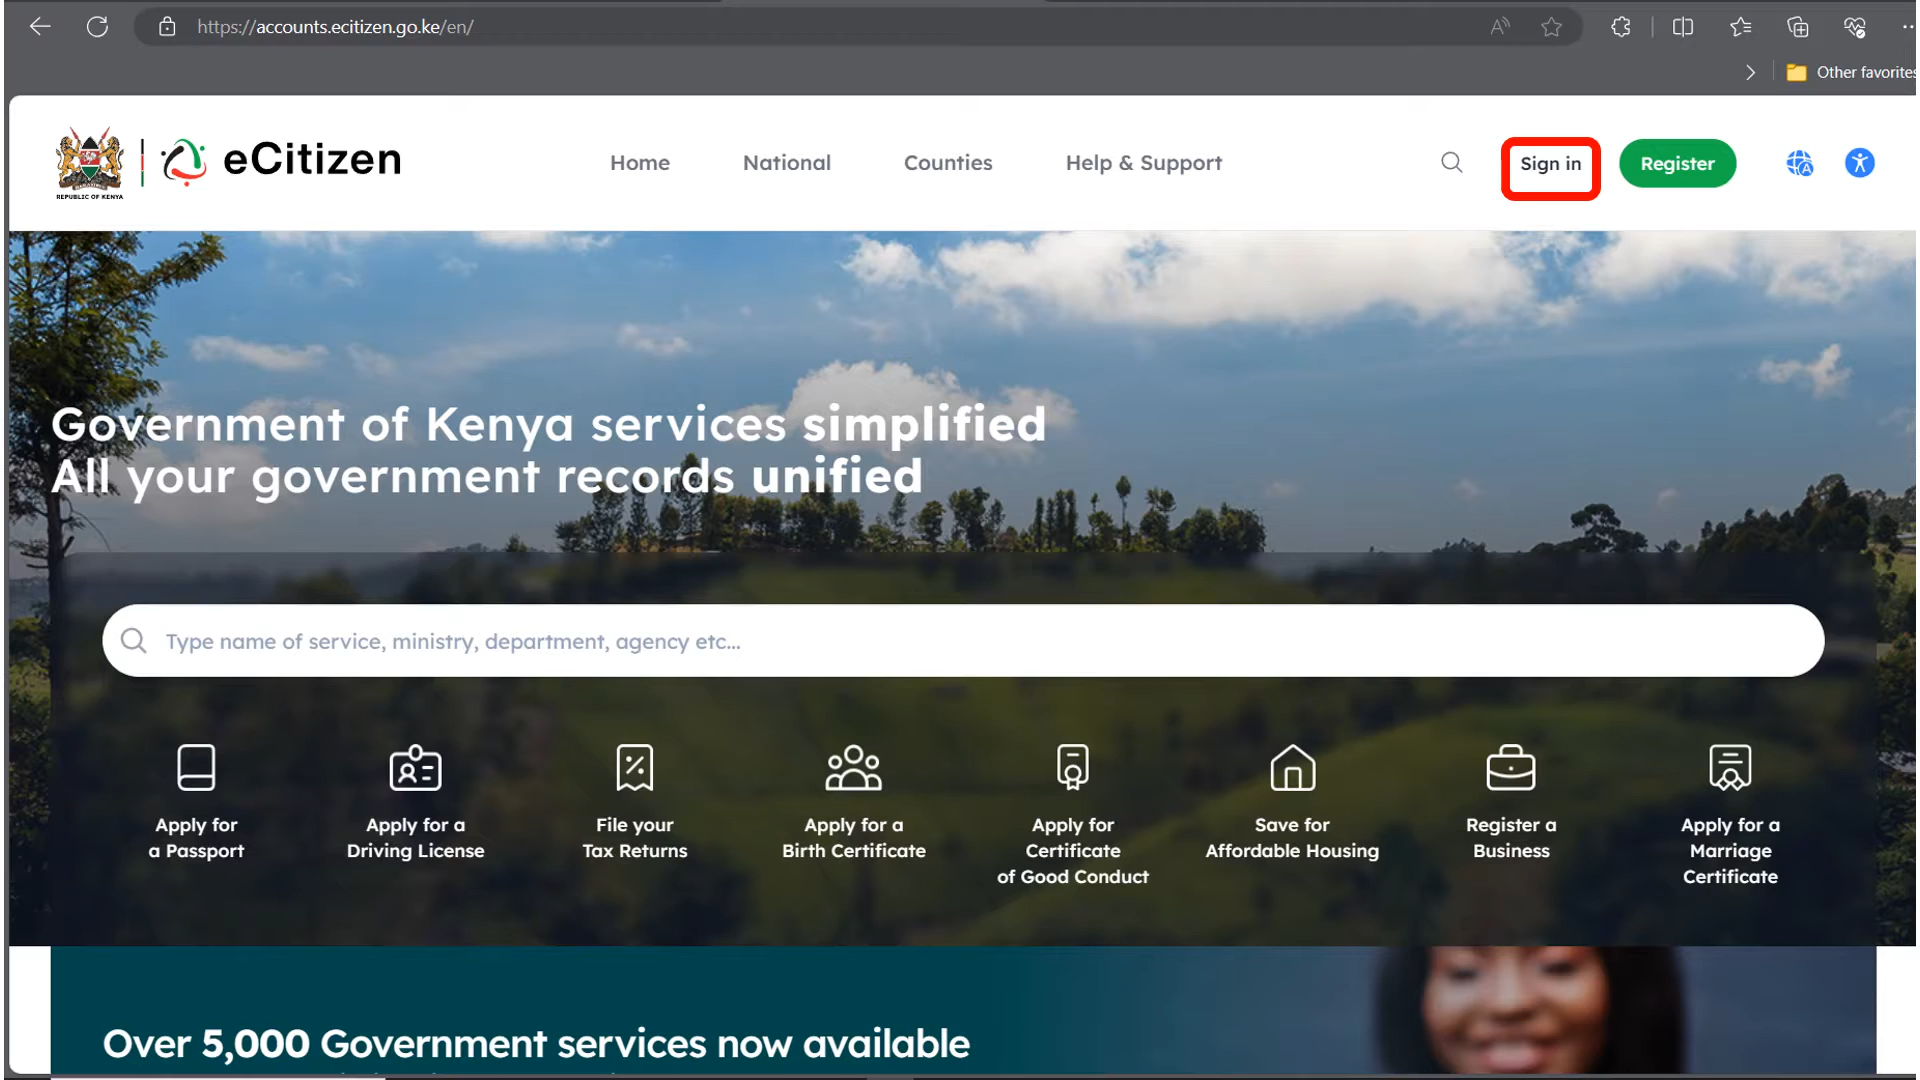 https://accounts.ecitizen.go.ke/en/
Other favorites
REPUBLIC OF KENYA
eCitizen
Home
National
Counties
Help & Support
Sign in
Register
Government of Kenya services simplified
All your government records unified
Type name of service, ministry, department, agency etc...
Apply for
a Passport
Apply for a
Driving License
File your
Tax Returns
Apply for a
Birth Certificate
Apply for
Certificate
of Good Conduct
Save for
Affordable Housing
Register a
Business
Apply for a
Marriage
Certificate
Over 5,000 Government services now available